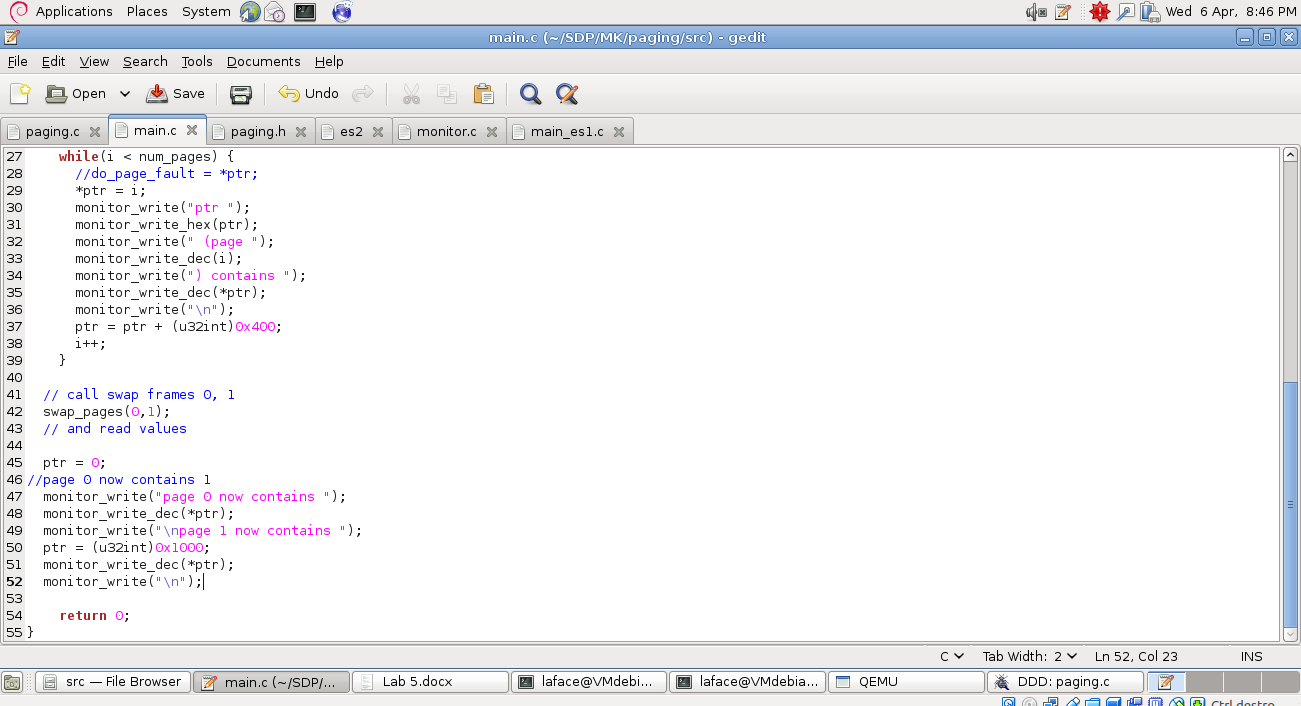 Applications Places System Wed 6 Apr, 8:46 PM
main.c (~/SDP/MK/paging/src) - gedit
File Edit View Search Tools Documents Help
Open Save Undo
paging.c main.c paging.h es2 monitor.c main_es1.c
27 while(i < num_pages) {
28 //do_page_fault = *ptr;
29 *ptr = i;
30 monitor_write("ptr ");
31 monitor_write_hex(ptr);
32 monitor_write(" (page ");
33 monitor_write_dec(i);
34 monitor_write(") contains ");
35 monitor_write_dec(*ptr);
36 monitor_write("\n");
37 ptr = ptr + (u32int)0x400;
38 i++;
39 }
40
41 // call swap frames 0, 1
42 swap_pages(0,1);
43 // and read values
44
45 ptr = 0;
46 //page 0 now contains 1
47 monitor_write("page 0 now contains ");
48 monitor_write_dec(*ptr);
49 monitor_write("\npage 1 now contains ");
50 ptr = (u32int)0x1000;
51 monitor_write_dec(*ptr);
52 monitor_write("\n");
53
54 return 0;
55 }
C Tab Width: 2 Ln 52, Col 23 INS
src — File Browser main.c (~/SDP/... Lab 5.docx laface@VMdebi... laface@VMdebia... QEMU DDD: paging.c
Ctrl destro